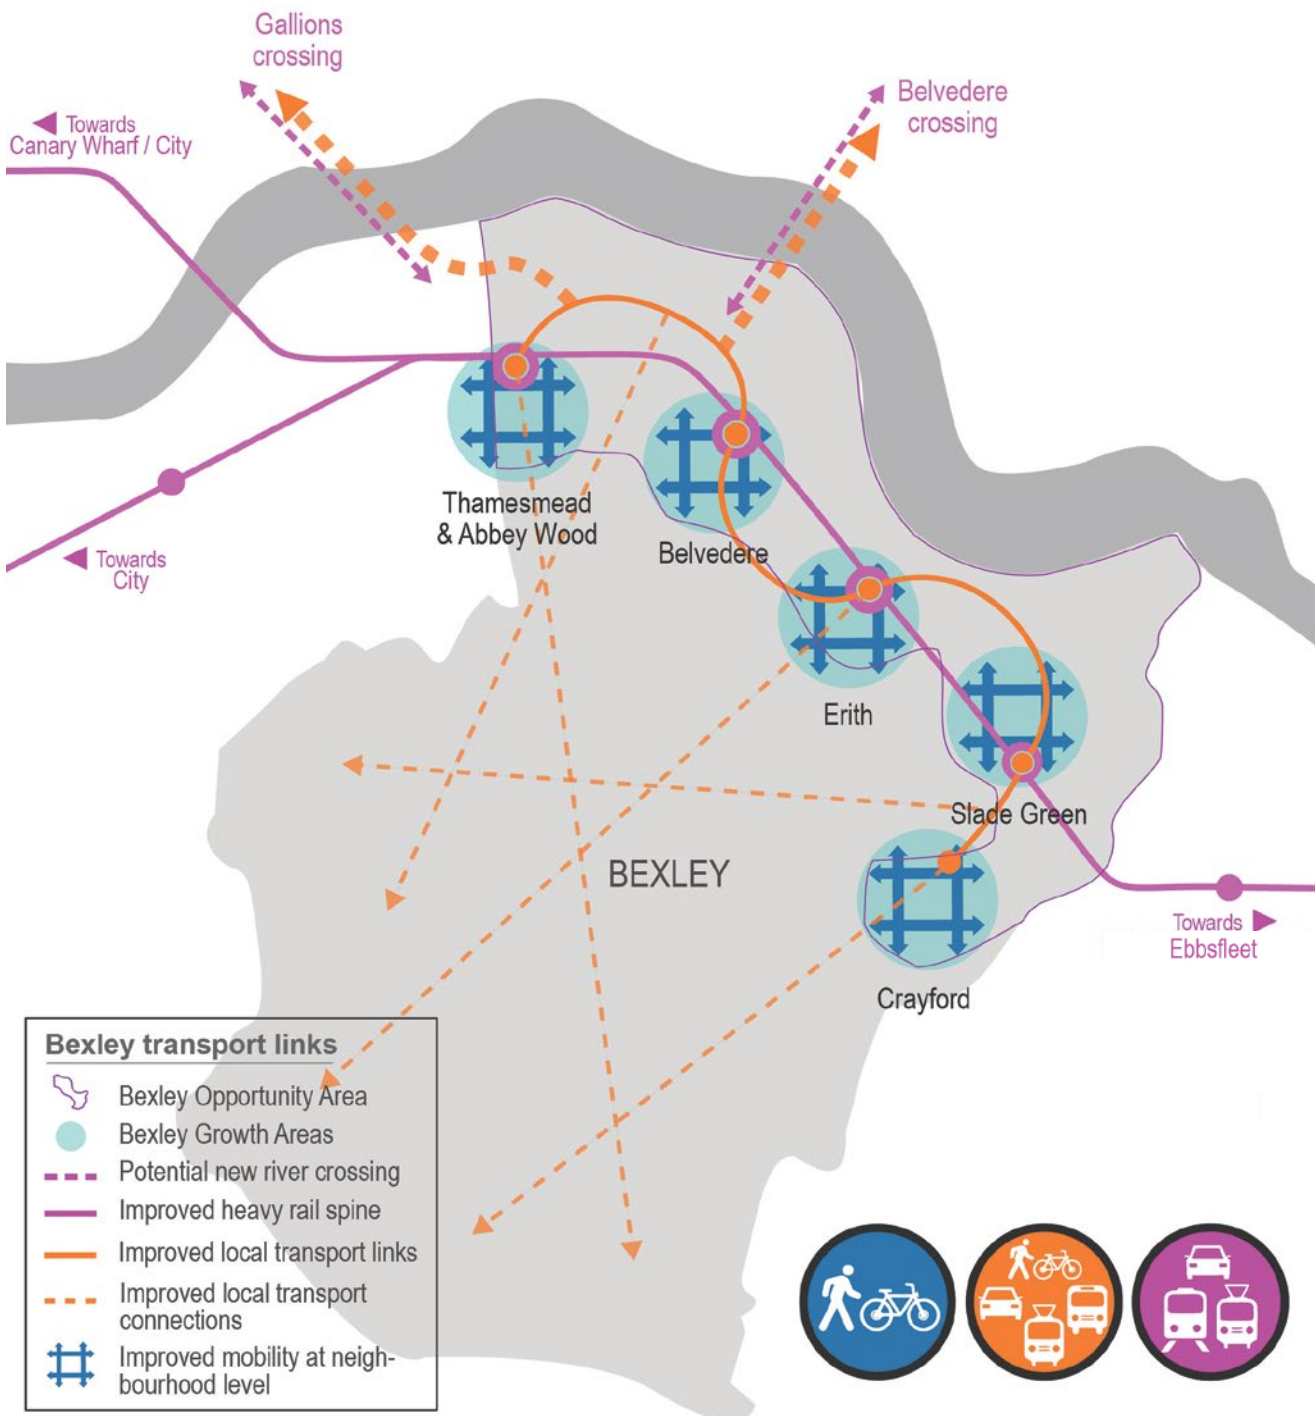 Gallions
crossing
Belvedere
crossing
Towards
Canary Wharf / City
Thamesmead
& Abbey Wood
Belvedere
Towards
City
Erith
Slade Green
BEXLEY
Towards
Ebbsfleet
Crayford
Bexley transport links
Bexley Opportunity Area
Bexley Growth Areas
Potential new river crossing
Improved heavy rail spine
Improved local transport links
Improved local transport
connections
Improved mobility at neigh-
bourhood level